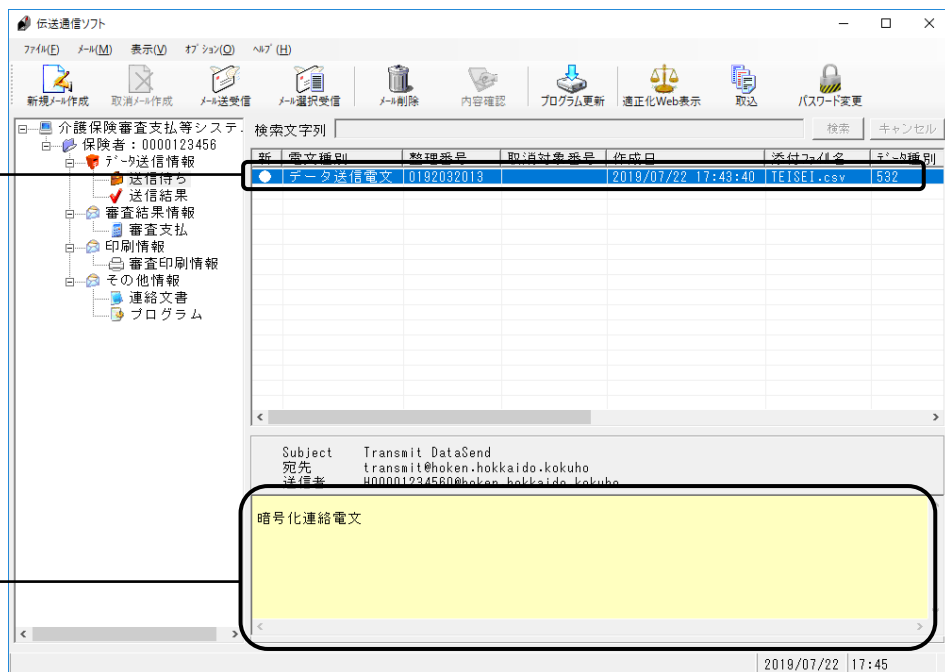 伝送通信ソフト
ファイル(F) メール(M) 表示(V) オプション(O) ヘルプ(H)
新規メール作成 取消メール作成 メール送受信 メール選択受信 メール削除 内容確認 プログラム更新 適正化Web表示 取込 パスワード変更
介護保険審査支払等システ.
検索文字列 検索 キャンセル
保険者：0000123456
データ送信情報
送信待ち
送信結果
審査結果情報
審査支払
印刷情報
審査印刷情報
その他情報
連絡文書
プログラム
新 電文種別 整理番号 取消対象番号 作成日 添付ファイル名 データ種別
データ送信電文 0192032013 2019/07/22 17:43:40 TEISEI.csv 532
Subject Transmit DataSend
宛先 transmit@hoken.hokkaido.kokuho
送信者 H00001234560@hoken.hokkaido.kokuho
暗号化連絡電文
2019/07/22 17:45